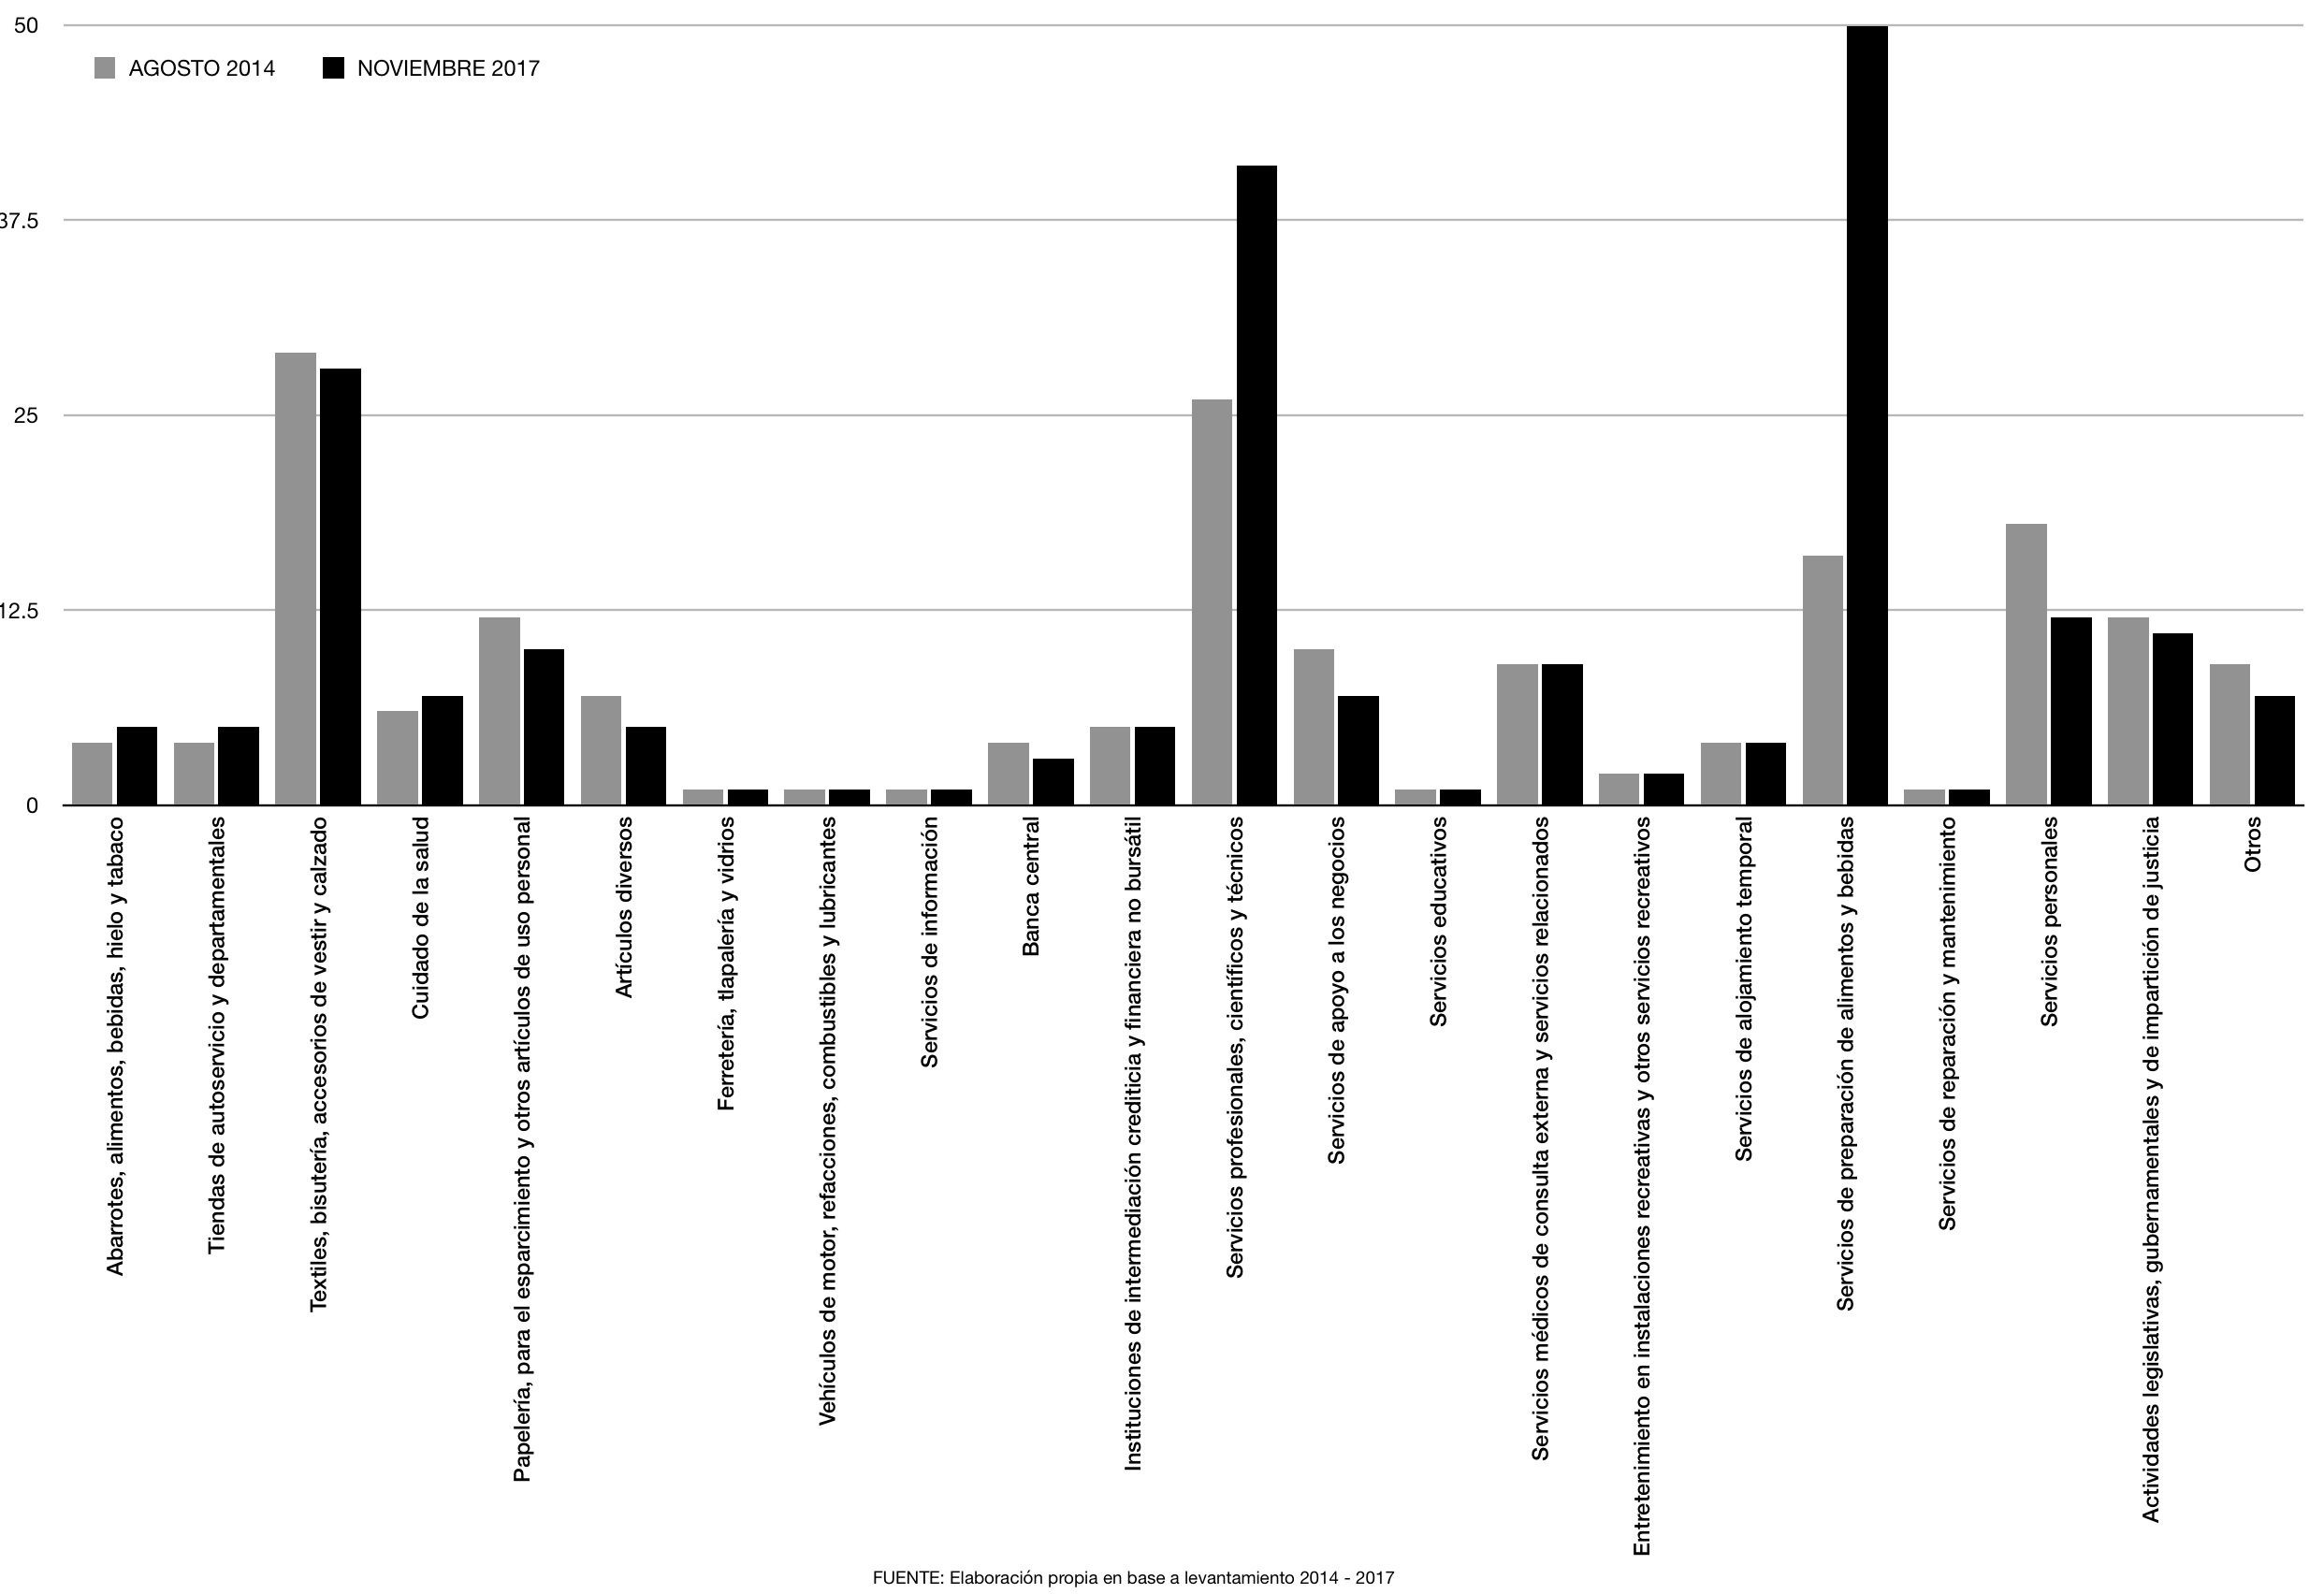 50
AGOSTO 2014
NOVIEMBRE 2017
37.5
25
12.5
0
Abarrotes, alimentos, bebidas, hielo y tabaco
Tiendas de autoservicio y departamentales
Textiles, bisutería, accesorios de vestir y calzado
Cuidado de la salud
Papelería, para el esparcimiento y otros artículos de uso personal
Artículos diversos
Ferretería, tlapalería y vidrios
Vehículos de motor, refacciones, combustibles y lubricantes
Servicios de información
Banca central
Instituciones de intermediación crediticia y financiera no bursátil
Servicios profesionales, científicos y técnicos
Servicios de apoyo a los negocios
Servicios educativos
Servicios médicos de consulta externa y servicios relacionados
Entretenimiento en instalaciones recreativas y otros servicios recreativos
Servicios de alojamiento temporal
Servicios de preparación de alimentos y bebidas
Servicios de reparación y mantenimiento
Servicios personales
Actividades legislativas, gubernamentales y de impartición de justicia
Otros
FUENTE: Elaboración propia en base a levantamiento 2014 - 2017